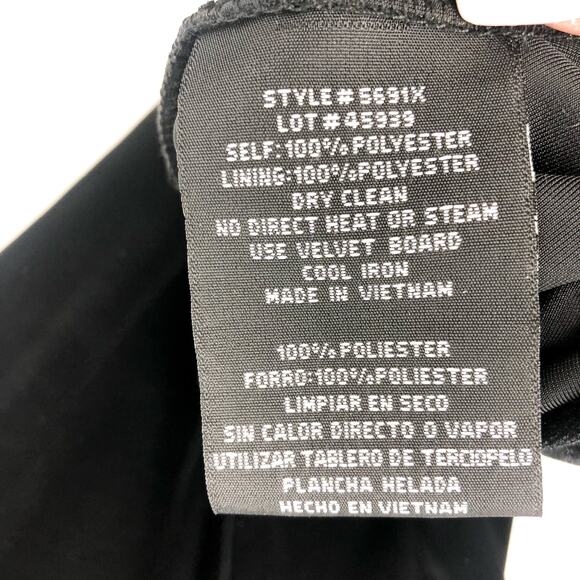 STYLE# 5691X
LOT# 45939
SELF:100% POLYESTER
LINING:100% POLYESTER
DRY CLEAN
NO DIRECT HEAT OR STEAM
USE VELVET BOARD
COOL IRON
MADE IN VIETNAM
100% POLIESTER
FORRO:100% POLIESTER
LIMPIAR EN SECO
SIN CALOR DIRECTO O VAPOR
UTILIZAR TABLERO DE TERCIOPELO
PLANCHA HELADA
HECHO EN VIETNAM